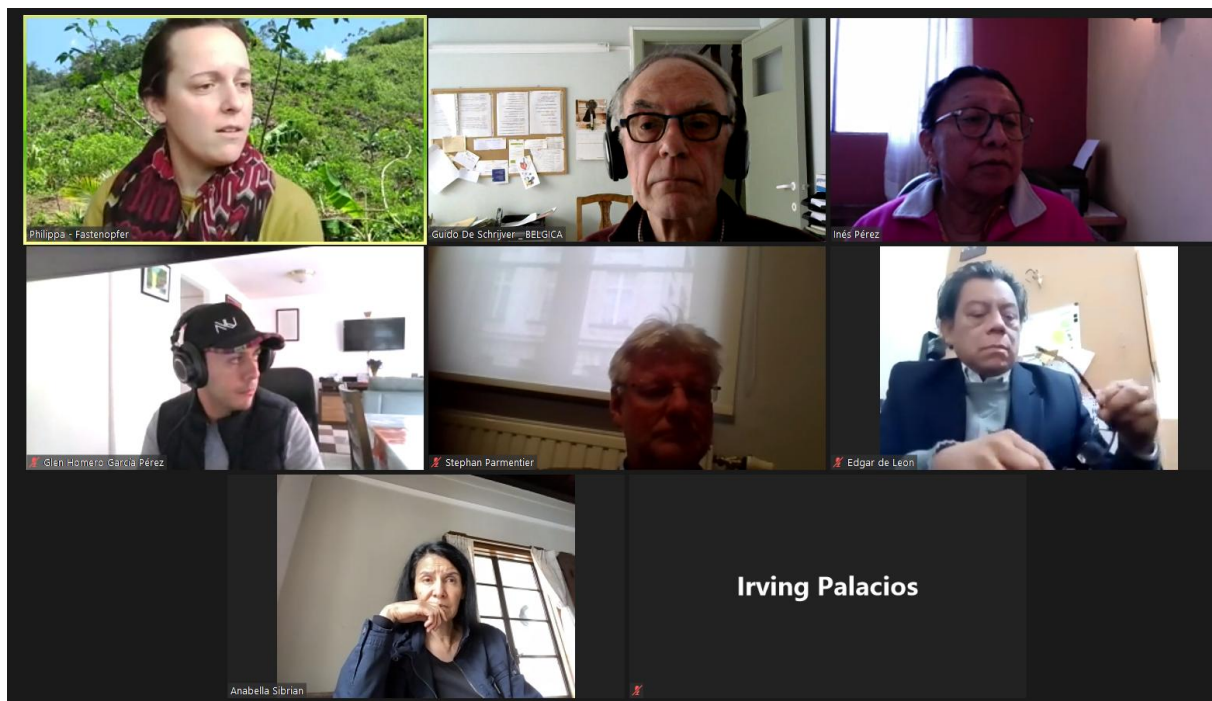 Philippa - Fastenopfer
Guido De Schrijver _BELGICA
Inés Pérez
Glen Homero García Pérez
Stephan Parmentier
Edgar de Leon
Anabella Sibrian
Irving Palacios